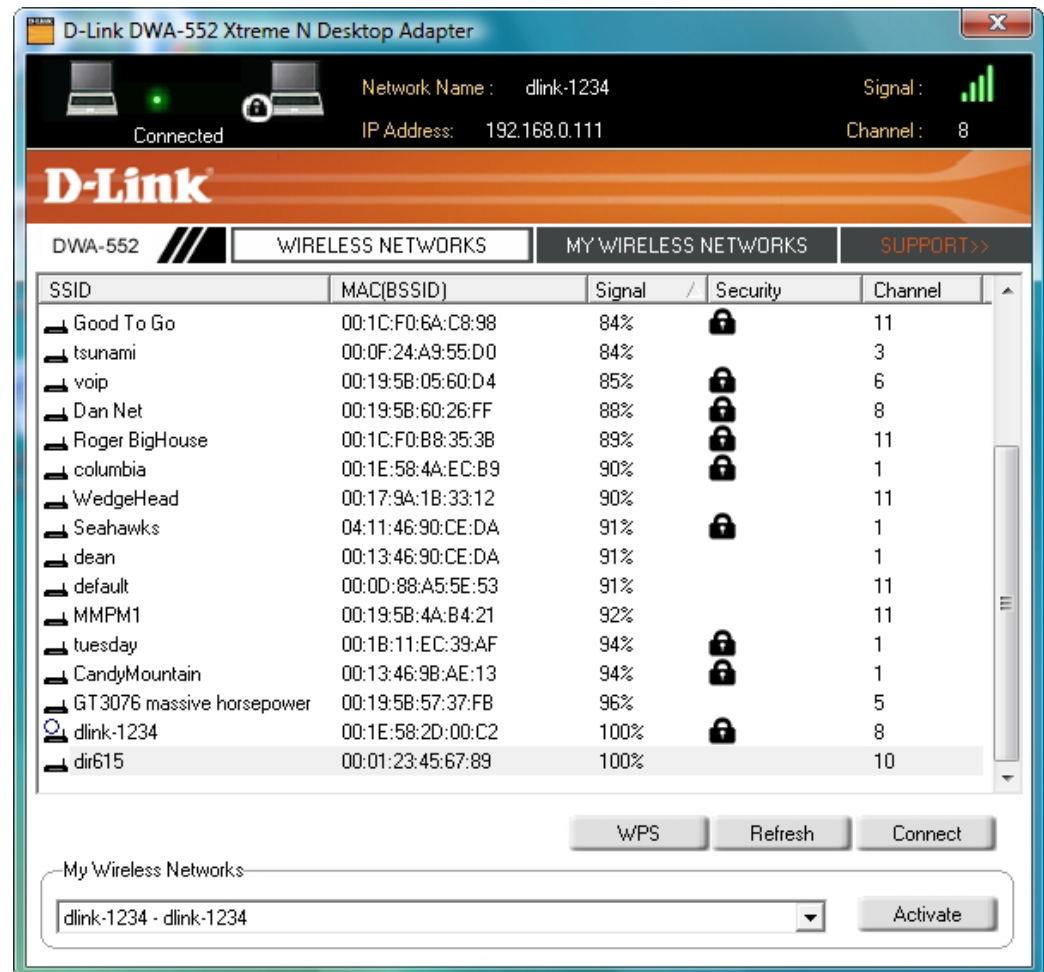 D-Link DWA-552 Xtreme N Desktop Adapter
Network Name : dlink-1234 Signal :
Connected IP Address: 192.168.0.111 Channel : 8
D-Link
DWA-552 WIRELESS NETWORKS MY WIRELESS NETWORKS SUPPORT>>
SSID MAC(BSSID) Signal Security Channel
Good To Go 00:1C:F0:6A:C8:98 84% 11
tsunami 00:0F:24:A9:55:D0 84% 3
voip 00:19:5B:05:60:D4 85% 6
Dan Net 00:19:5B:60:26:FF 88% 8
Roger BigHouse 00:1C:F0:B8:35:3B 89% 11
columbia 00:1E:58:4A:EC:B9 90% 1
WedgeHead 00:17:9A:1B:33:12 90% 11
Seahawks 04:11:46:90:CE:DA 91% 1
dean 00:13:46:90:CE:DA 91% 1
default 00:0D:88:A5:5E:53 91% 11
MMPM1 00:19:5B:4A:B4:21 92% 11
tuesday 00:1B:11:EC:39:AF 94% 1
CandyMountain 00:13:46:9B:AE:13 94% 1
GT3076 massive horsepower 00:19:5B:57:37:FB 96% 5
dlink-1234 00:1E:58:2D:00:C2 100% 8
dir615 00:01:23:45:67:89 100% 10
WPS Refresh Connect
My Wireless Networks
dlink-1234 - dlink-1234 Activate